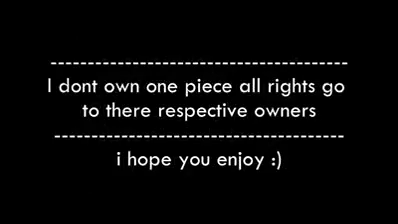 ----------------------------------------
I dont own one piece all rights go
to there respective owners
---------------------------------------
i hope you enjoy :)